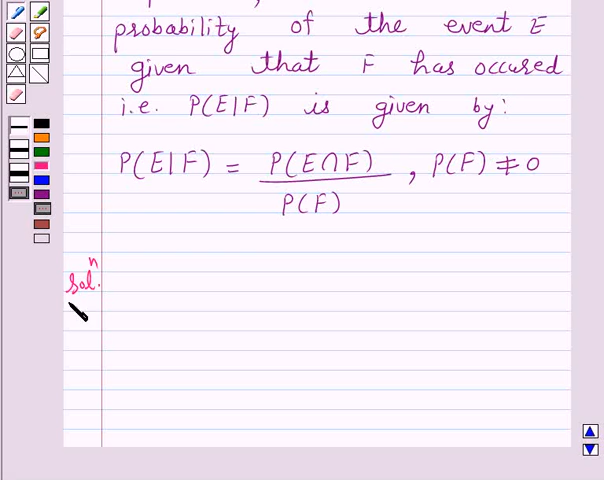 probability of the event E
given that F has occured
i.e. P(E|F) is given by:
P(E|F) = P(E∩F) / P(F) , P(F) ≠ 0
solⁿ.